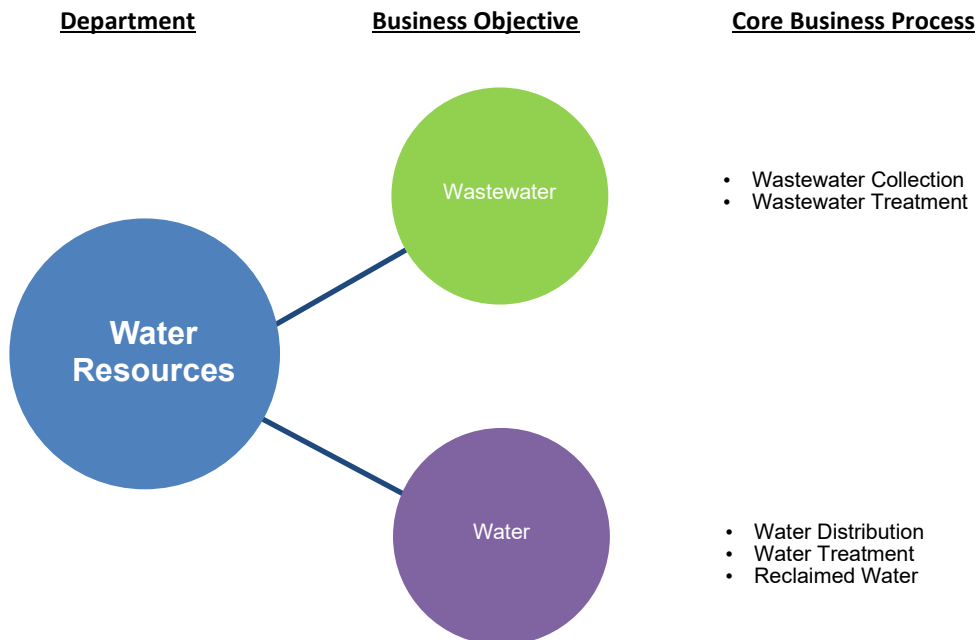 Department Business Objective Core Business Process
Wastewater
• Wastewater Collection
• Wastewater Treatment
Water
Resources
Water
• Water Distribution
• Water Treatment
• Reclaimed Water